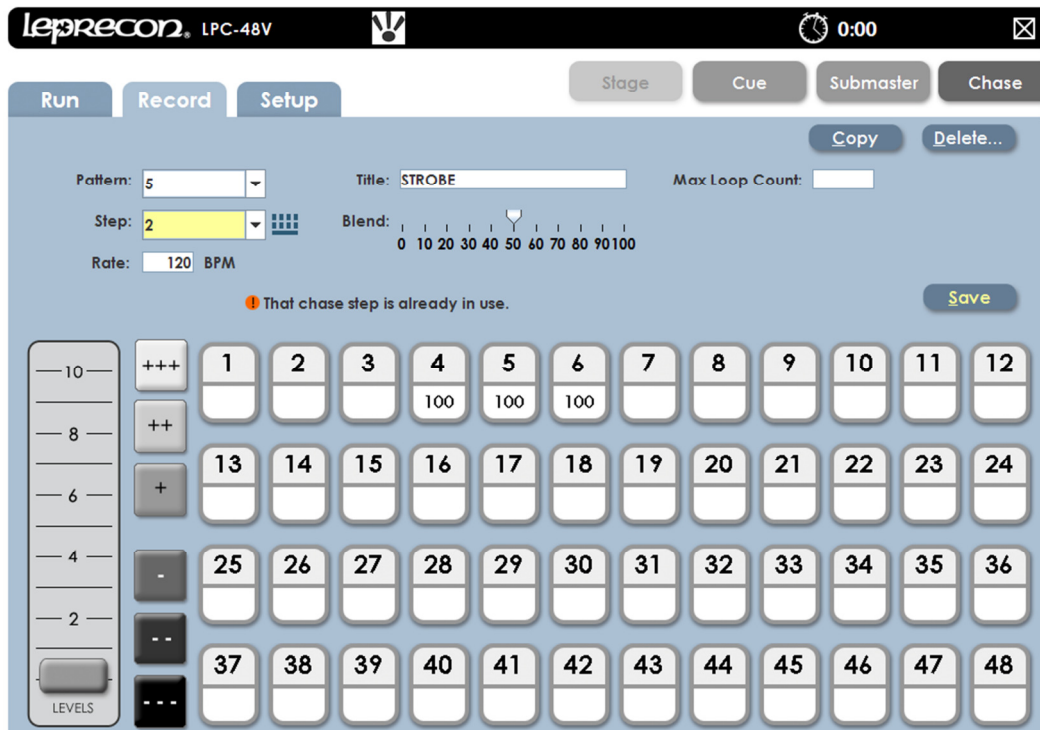 LEPRECON® LPC-48V 0:00
Run Record Setup Stage Cue Submaster Chase
Copy Delete...
Pattern: 5 Title: STROBE Max Loop Count:
Step: 2 Blend:
0 10 20 30 40 50 60 70 80 90 100
Rate: 120 BPM
! That chase step is already in use. Save
10 8 6 4 2
LEVELS
+++
++
+
-
--
---
1 2 3 4 5 6 7 8 9 10 11 12
100 100 100
13 14 15 16 17 18 19 20 21 22 23 24
25 26 27 28 29 30 31 32 33 34 35 36
37 38 39 40 41 42 43 44 45 46 47 48